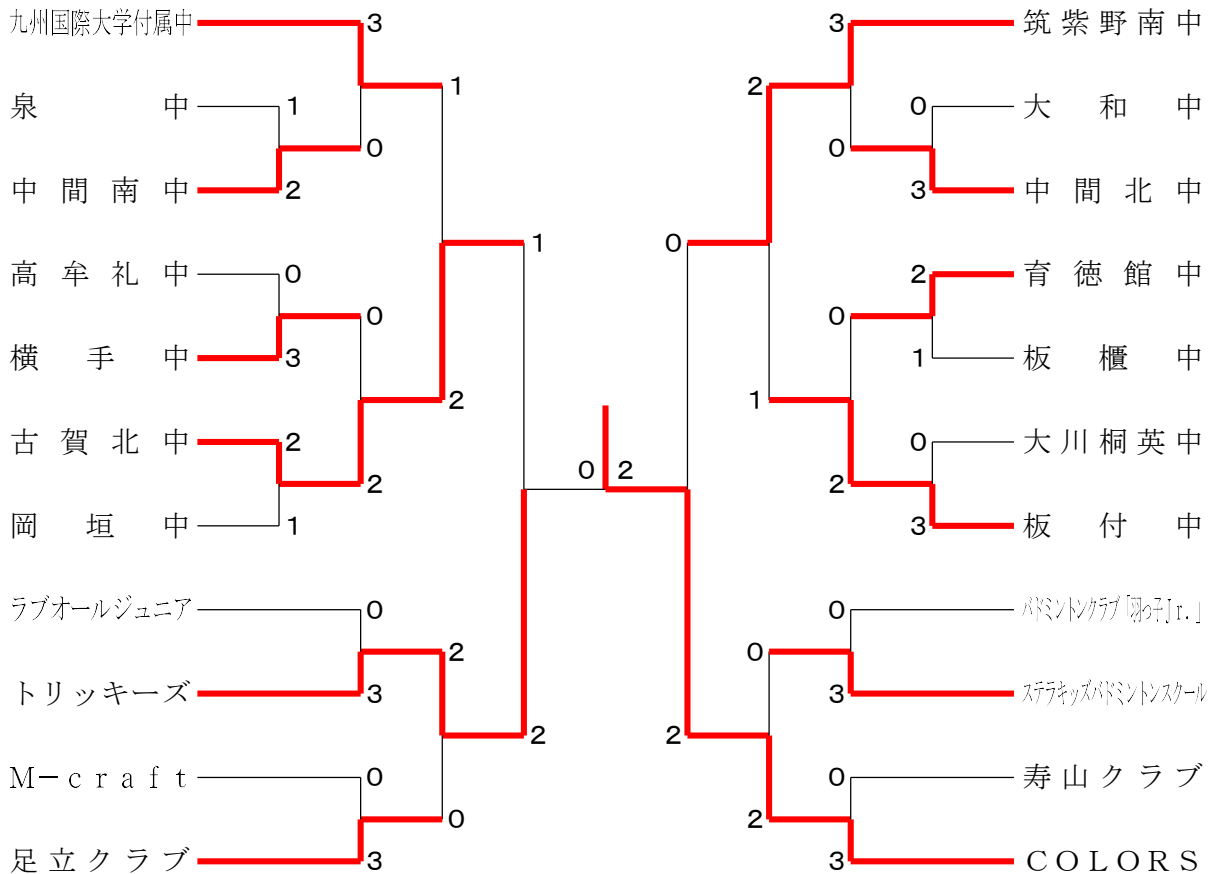 九州国際大学付属中 3 3 筑紫野南中
1 2
泉中 1 0 大和中
0 0
中間南中 2 3 中間北中
1 0
高牟礼中 0 2 育徳館中
0 0
横手中 3 1 板櫃中
2 1
古賀北中 2 0 大川桐英中
0 2
2 2
岡垣中 1 3 板付中
ラブオールジュニア 0 0 バドミントンクラブ「羽っ子Jr.」
2 0
トリッキーズ 3 3 ステラキッズバドミントンスクール
2 2
M－craft 0 0 寿山クラブ
0 2
足立クラブ 3 3 COLORS